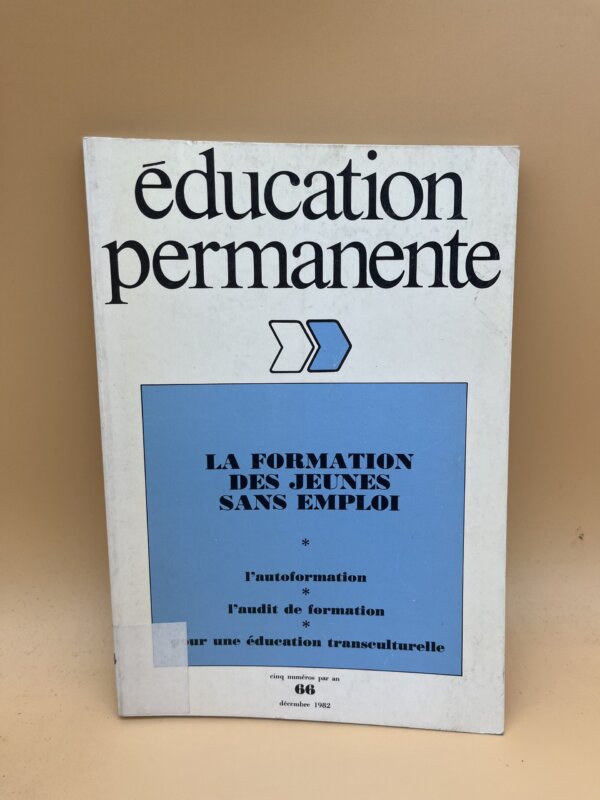 éducation
permanente
LA FORMATION
DES JEUNES
SANS EMPLOI
*
l'autoformation
*
l'audit de formation
*
pour une éducation transculturelle
cinq numéros par an
66
décembre 1982